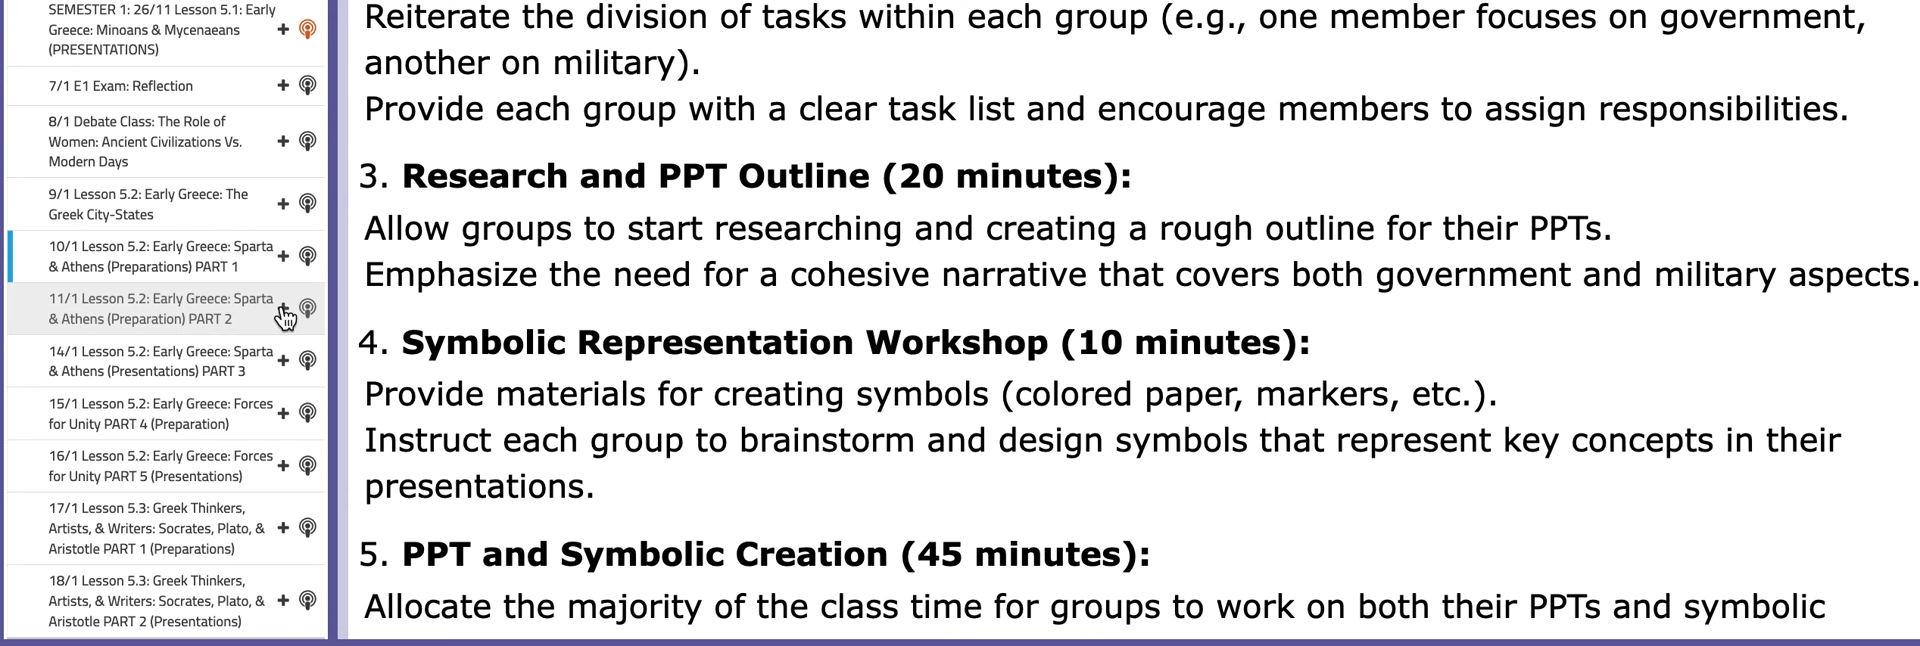 SEMESTER 1: 26/11 Lesson 5.1: Early
Greece: Minoans & Mycenaeans
(PRESENTATIONS)
7/1 E1 Exam: Reflection
8/1 Debate Class: The Role of
Women: Ancient Civilizations Vs.
Modern Days
9/1 Lesson 5.2: Early Greece: The
Greek City-States
10/1 Lesson 5.2: Early Greece: Sparta
& Athens (Preparations) PART 1
11/1 Lesson 5.2: Early Greece: Sparta
& Athens (Preparation) PART 2
14/1 Lesson 5.2: Early Greece: Sparta
& Athens (Presentations) PART 3
15/1 Lesson 5.2: Early Greece: Forces
for Unity PART 4 (Preparation)
16/1 Lesson 5.2: Early Greece: Forces
for Unity PART 5 (Presentations)
17/1 Lesson 5.3: Greek Thinkers,
Artists, & Writers: Socrates, Plato, &
Aristotle PART 1 (Preparations)
18/1 Lesson 5.3: Greek Thinkers,
Artists, & Writers: Socrates, Plato, &
Aristotle PART 2 (Presentations)
Reiterate the division of tasks within each group (e.g., one member focuses on government,
another on military).
Provide each group with a clear task list and encourage members to assign responsibilities.
3. Research and PPT Outline (20 minutes):
Allow groups to start researching and creating a rough outline for their PPTs.
Emphasize the need for a cohesive narrative that covers both government and military aspects.
4. Symbolic Representation Workshop (10 minutes):
Provide materials for creating symbols (colored paper, markers, etc.).
Instruct each group to brainstorm and design symbols that represent key concepts in their
presentations.
5. PPT and Symbolic Creation (45 minutes):
Allocate the majority of the class time for groups to work on both their PPTs and symbolic